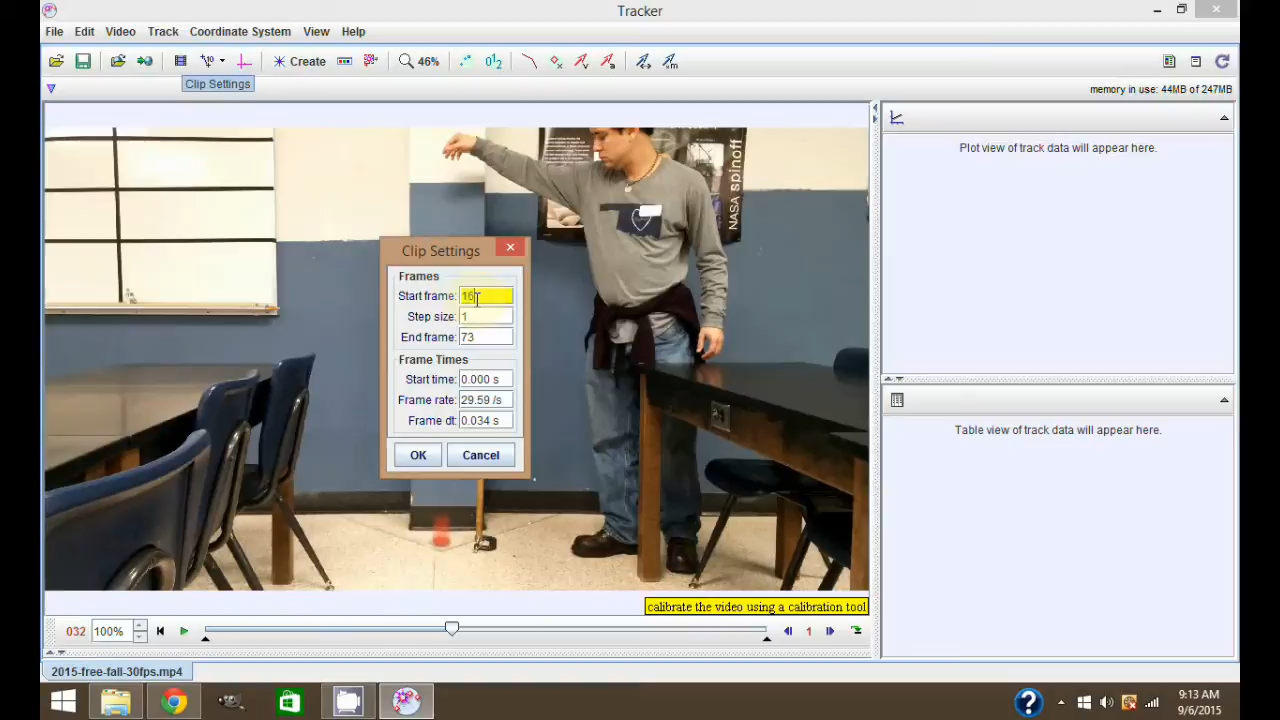 Tracker
File Edit Video Track Coordinate System View Help
Create 46%
Clip Settings
memory in use: 44MB of 247MB
Plot view of track data will appear here.
NASA spinoff
Clip Settings
Frames
Start frame: 16
Step size: 1
End frame: 73
Frame Times
Start time: 0.000 s
Frame rate: 29.59 /s
Frame dt: 0.034 s
OK Cancel
Table view of track data will appear here.
calibrate the video using a calibration tool
032 100% 1
2015-free-fall-30fps.mp4
9:13 AM
9/6/2015